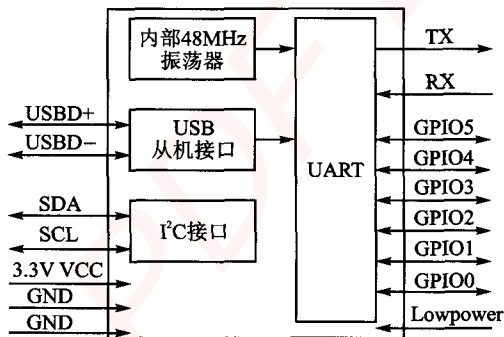 内部48MHz
振荡器
USB
从机接口
I²C接口
UART
USBD+
USBD−
SDA
SCL
3.3V VCC
GND
GND
TX
RX
GPIO5
GPIO4
GPIO3
GPIO2
GPIO1
GPIO0
Lowpower